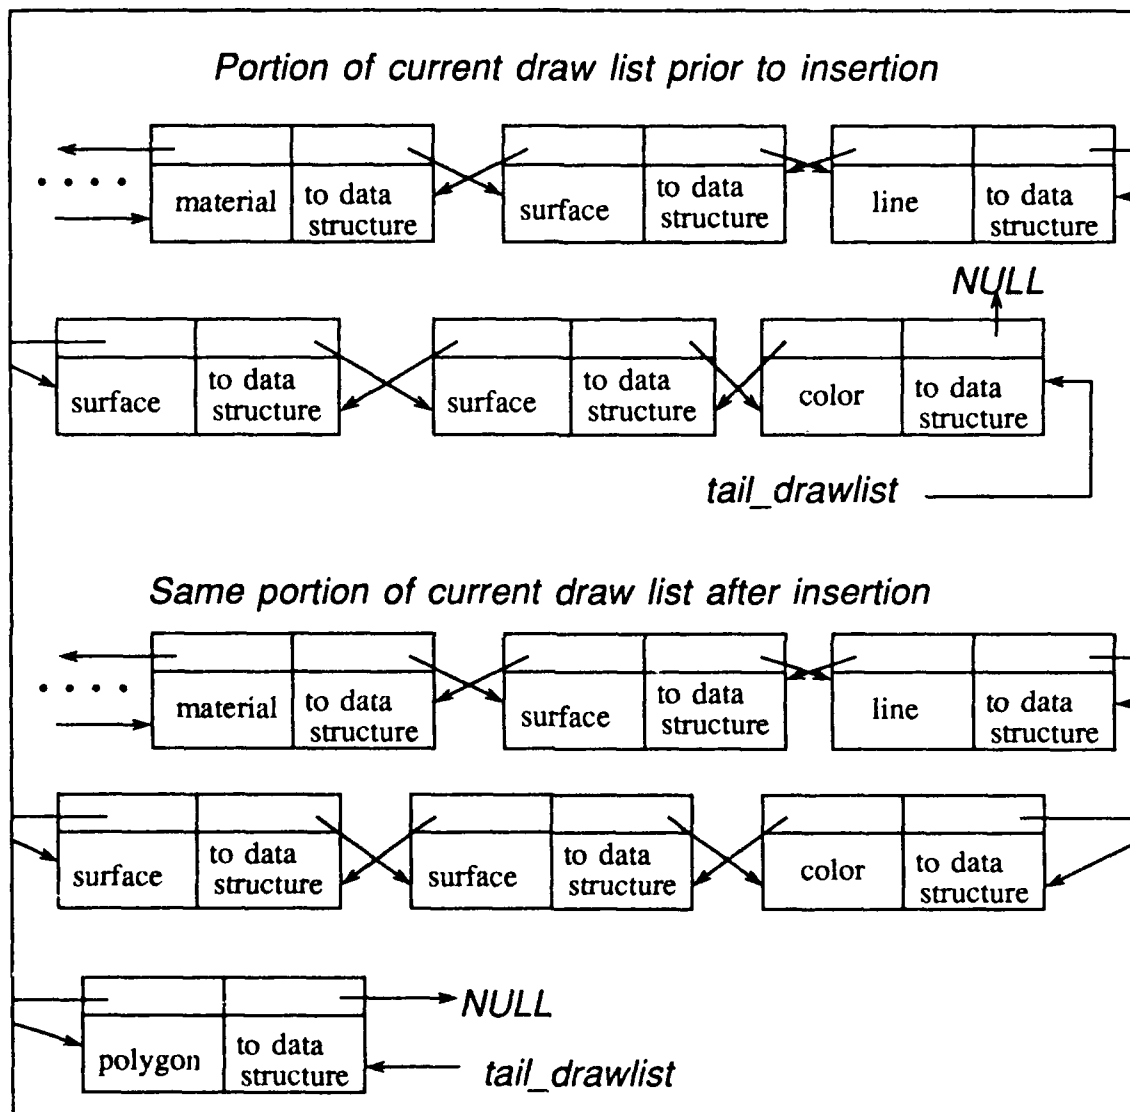 Portion of current draw list prior to insertion
material to data structure surface to data structure line to data structure
NULL
surface to data structure surface to data structure color to data structure
tail_drawlist
Same portion of current draw list after insertion
material to data structure surface to data structure line to data structure
surface to data structure surface to data structure color to data structure
NULL
polygon to data structure
tail_drawlist